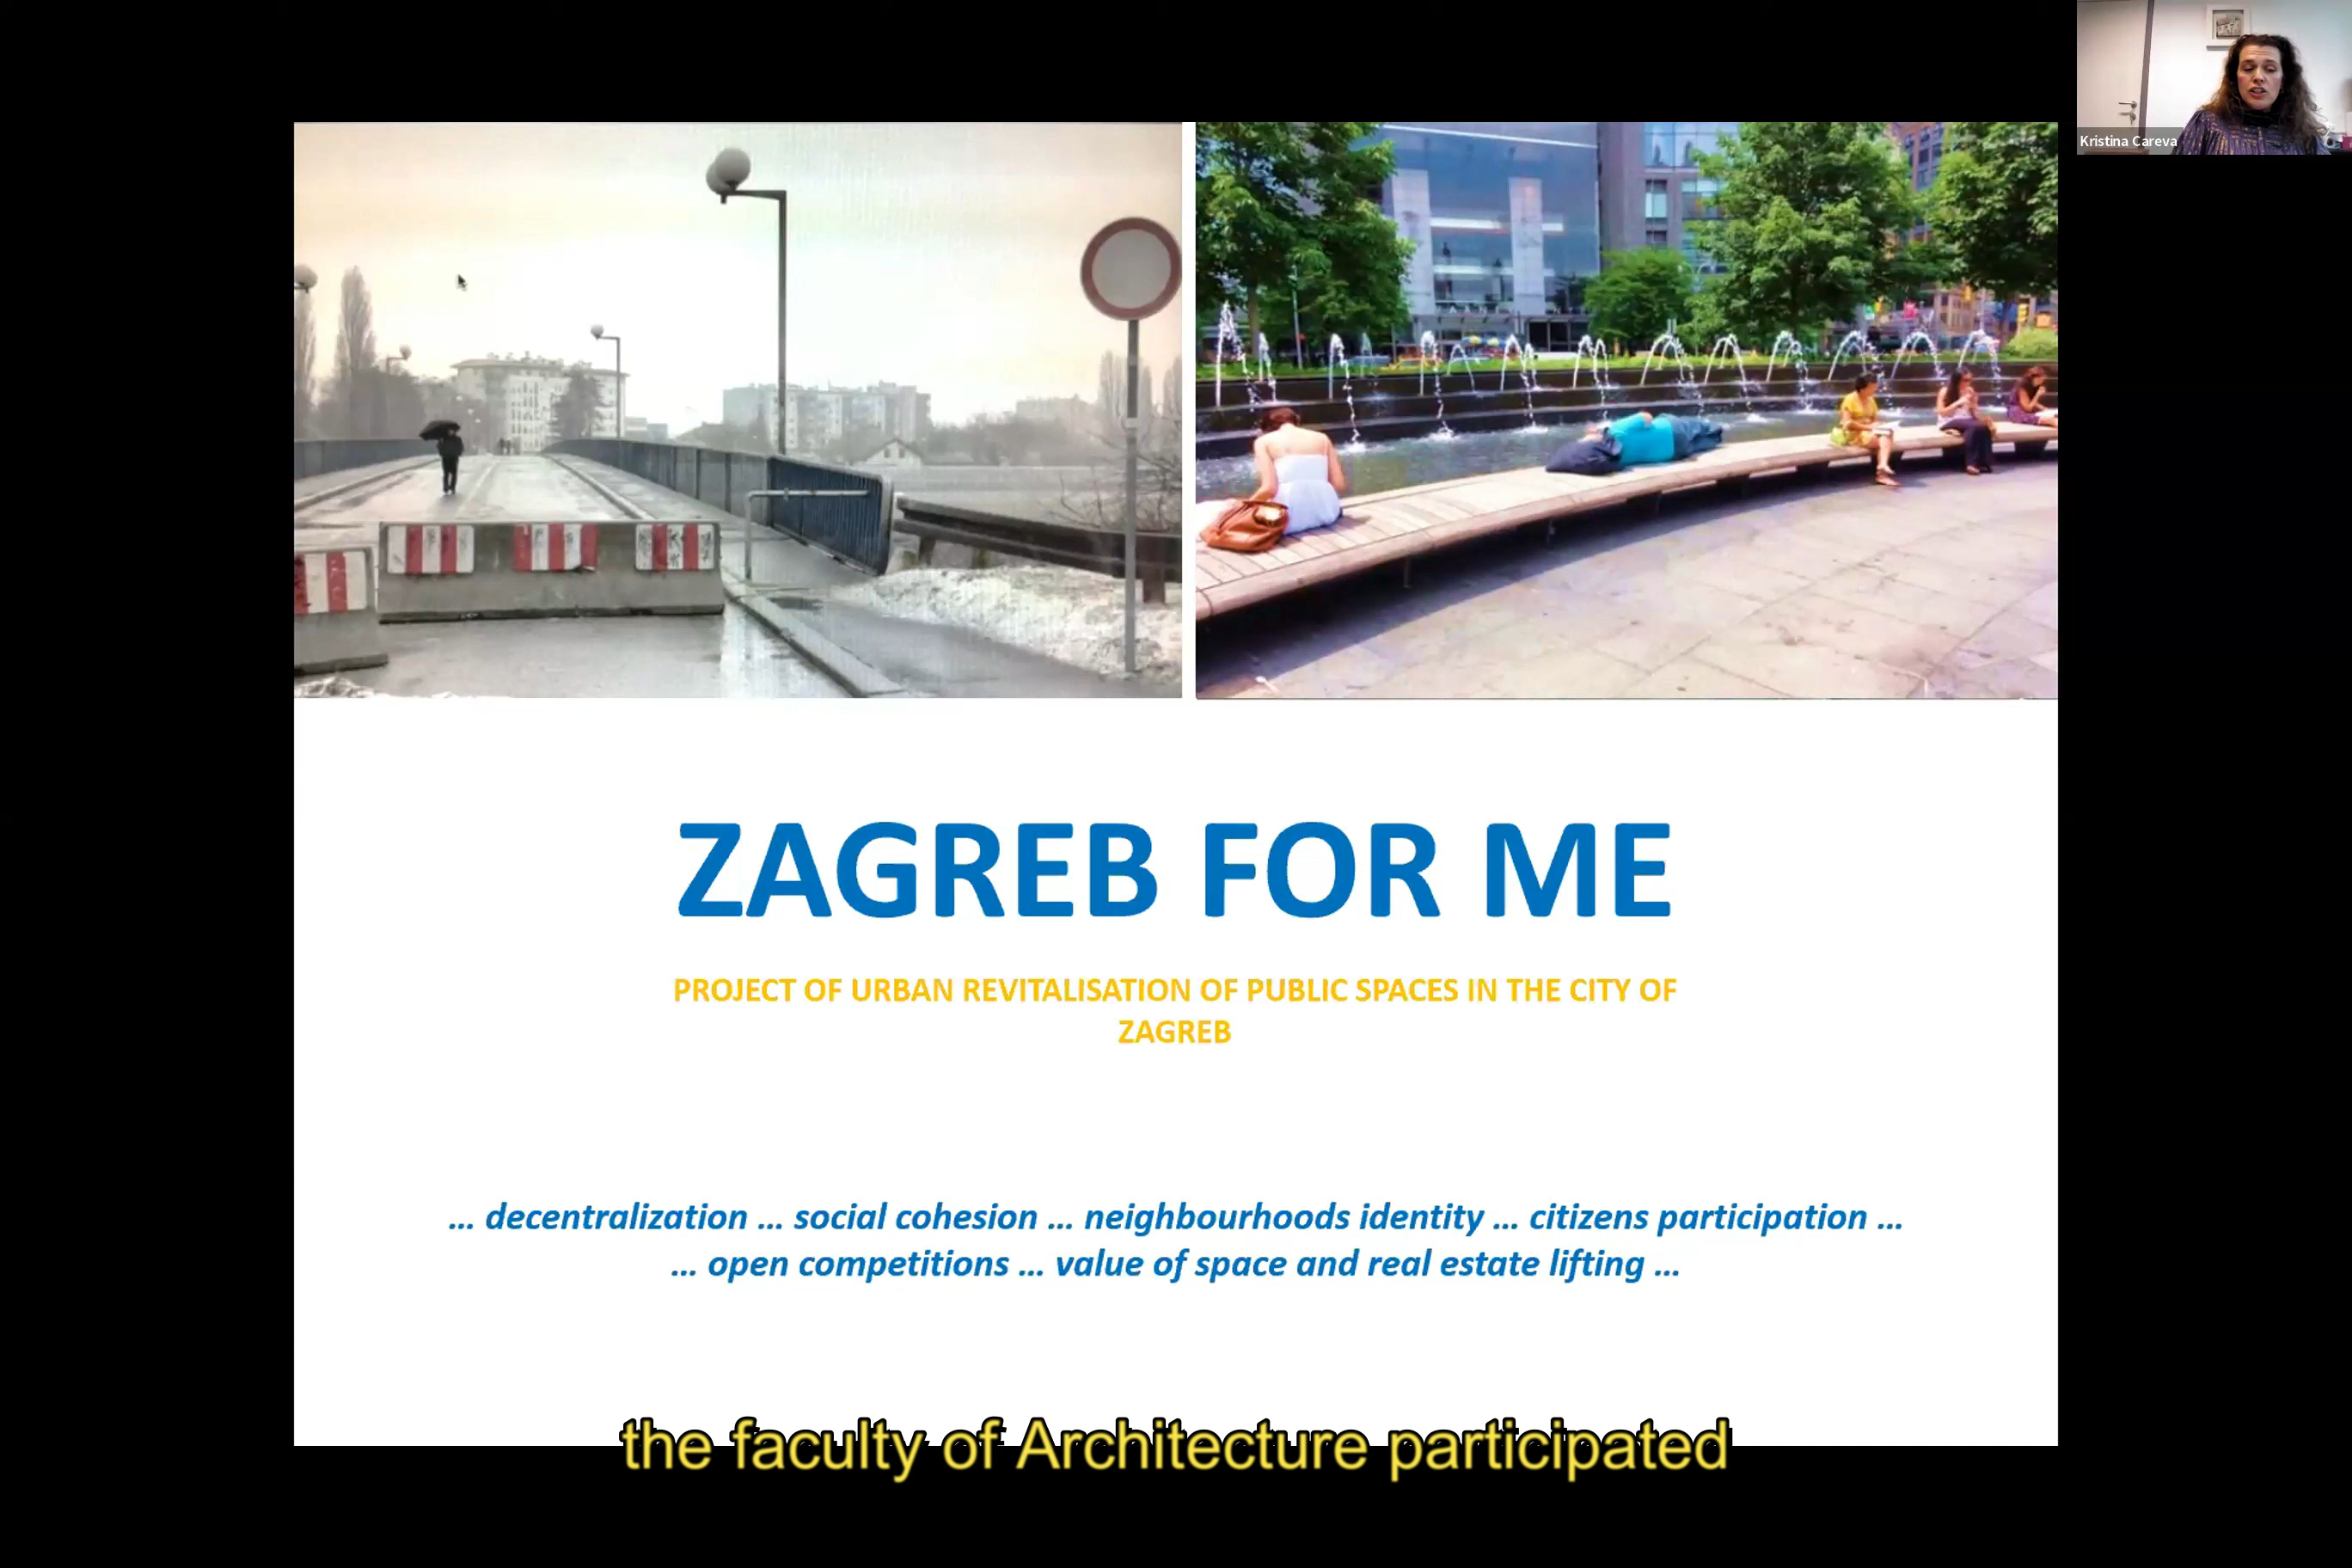 Kristina Careva
ZAGREB FOR ME
PROJECT OF URBAN REVITALISATION OF PUBLIC SPACES IN THE CITY OF
ZAGREB
... decentralization ... social cohesion ... neighbourhoods identity ... citizens participation ...
... open competitions ... value of space and real estate lifting ...
the faculty of Architecture participated